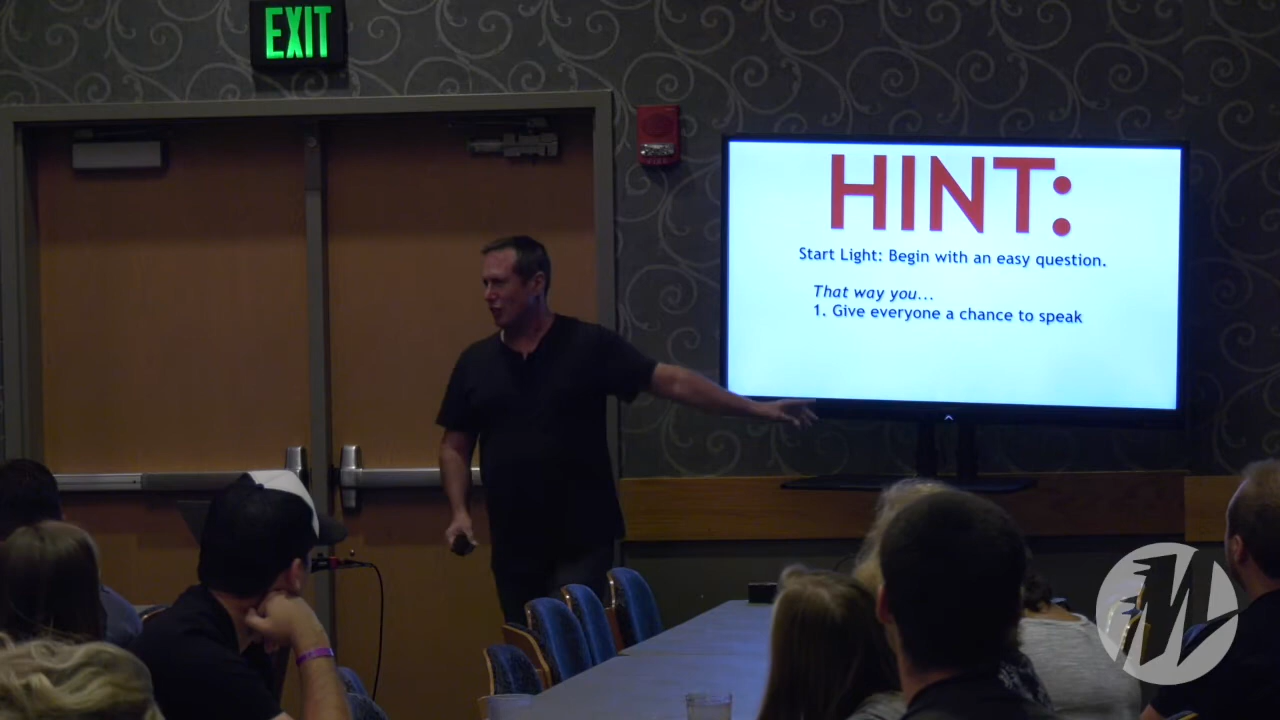 EXIT
HINT:
Start Light: Begin with an easy question.
That way you...
1. Give everyone a chance to speak
M